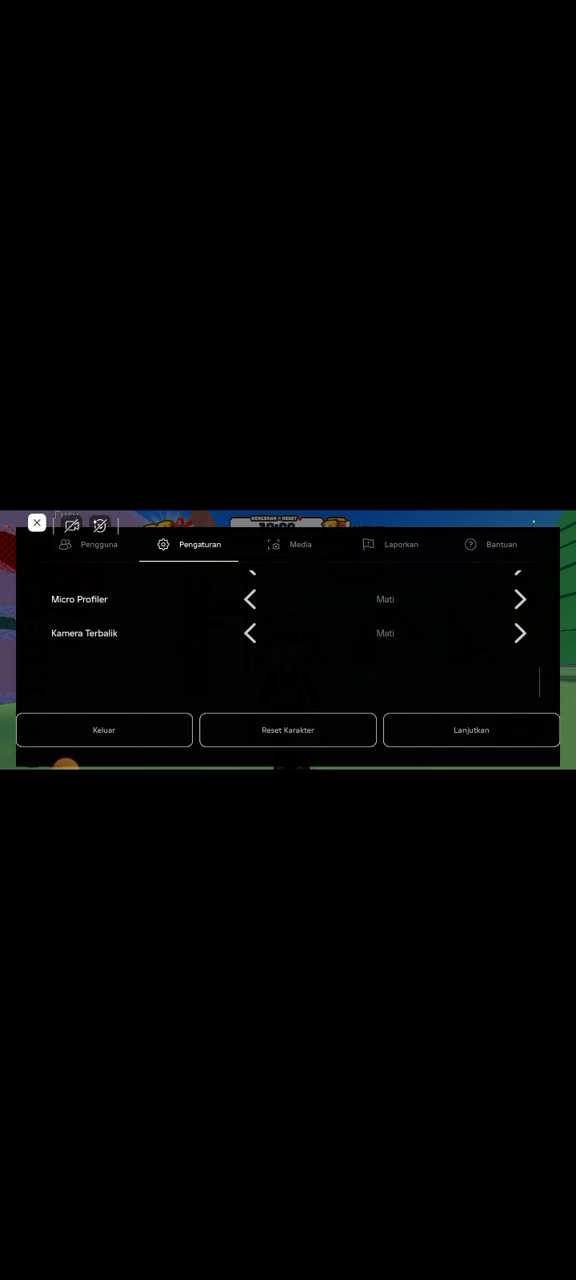 Pengguna
Pengaturan
Media
Laporkan
Bantuan
Micro Profiler
Mati
Kamera Terbalik
Mati
Keluar
Reset Karakter
Lanjutkan